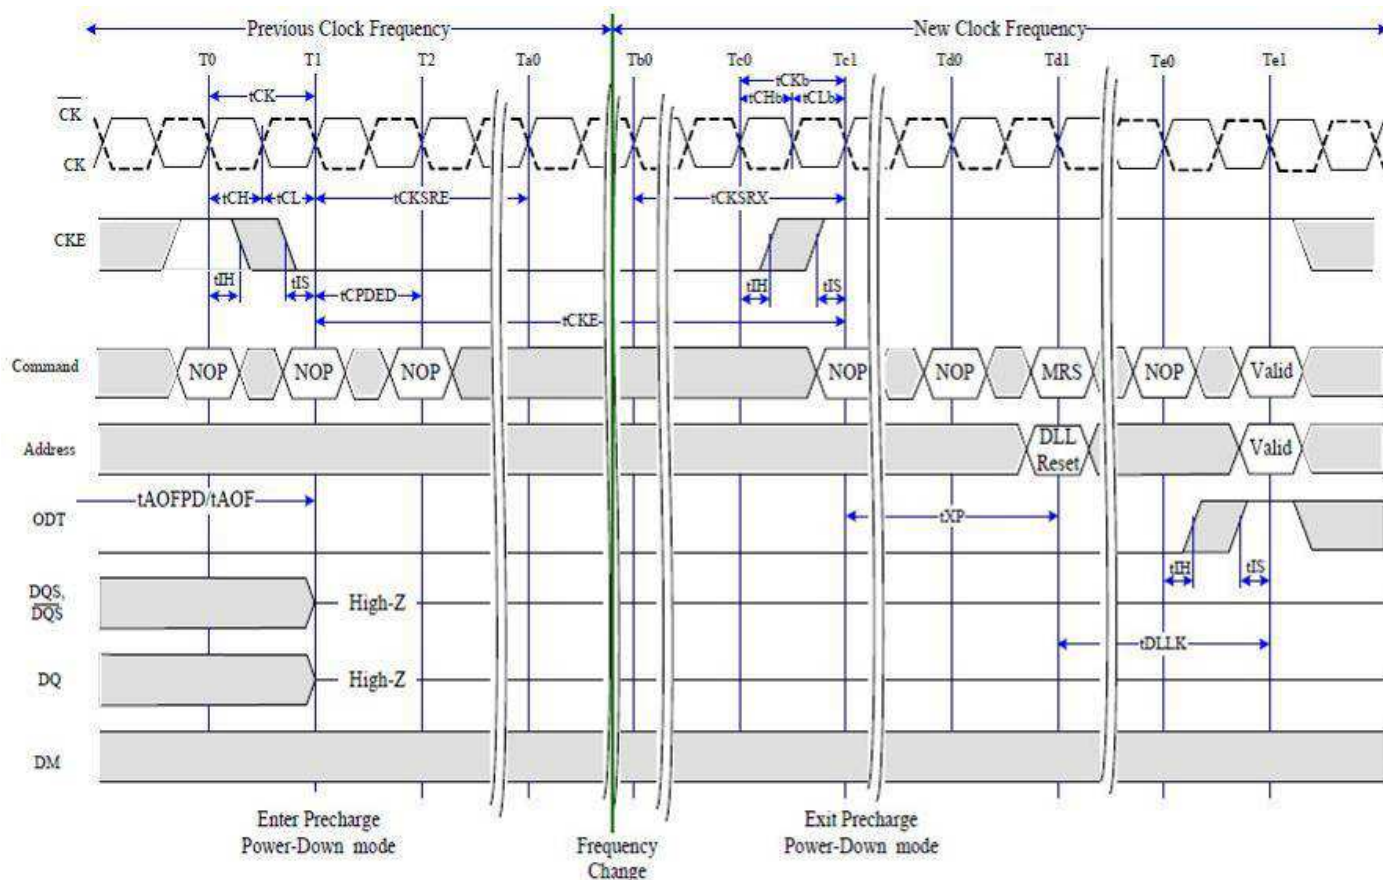 Previous Clock Frequency
New Clock Frequency
T0
T1
T2
Ta0
Tb0
Tc0
Tc1
Td0
Td1
Te0
Te1
tCK
tCKb
tCHb
tCLb
CK
CK
tCH
tCL
tCKSRE
tCKSRX
CKE
tIH
tIS
tCPDED
tIH
tIS
tCKE
Command
NOP
NOP
NOP
NOP
NOP
MRS
NOP
Valid
Address
DLL
Reset
Valid
tAOFPD/tAOF
ODT
tXP
tIH
tIS
DQS,
DQS
High-Z
tDLLK
DQ
High-Z
DM
Enter Precharge
Power-Down mode
Frequency
Change
Exit Precharge
Power-Down mode